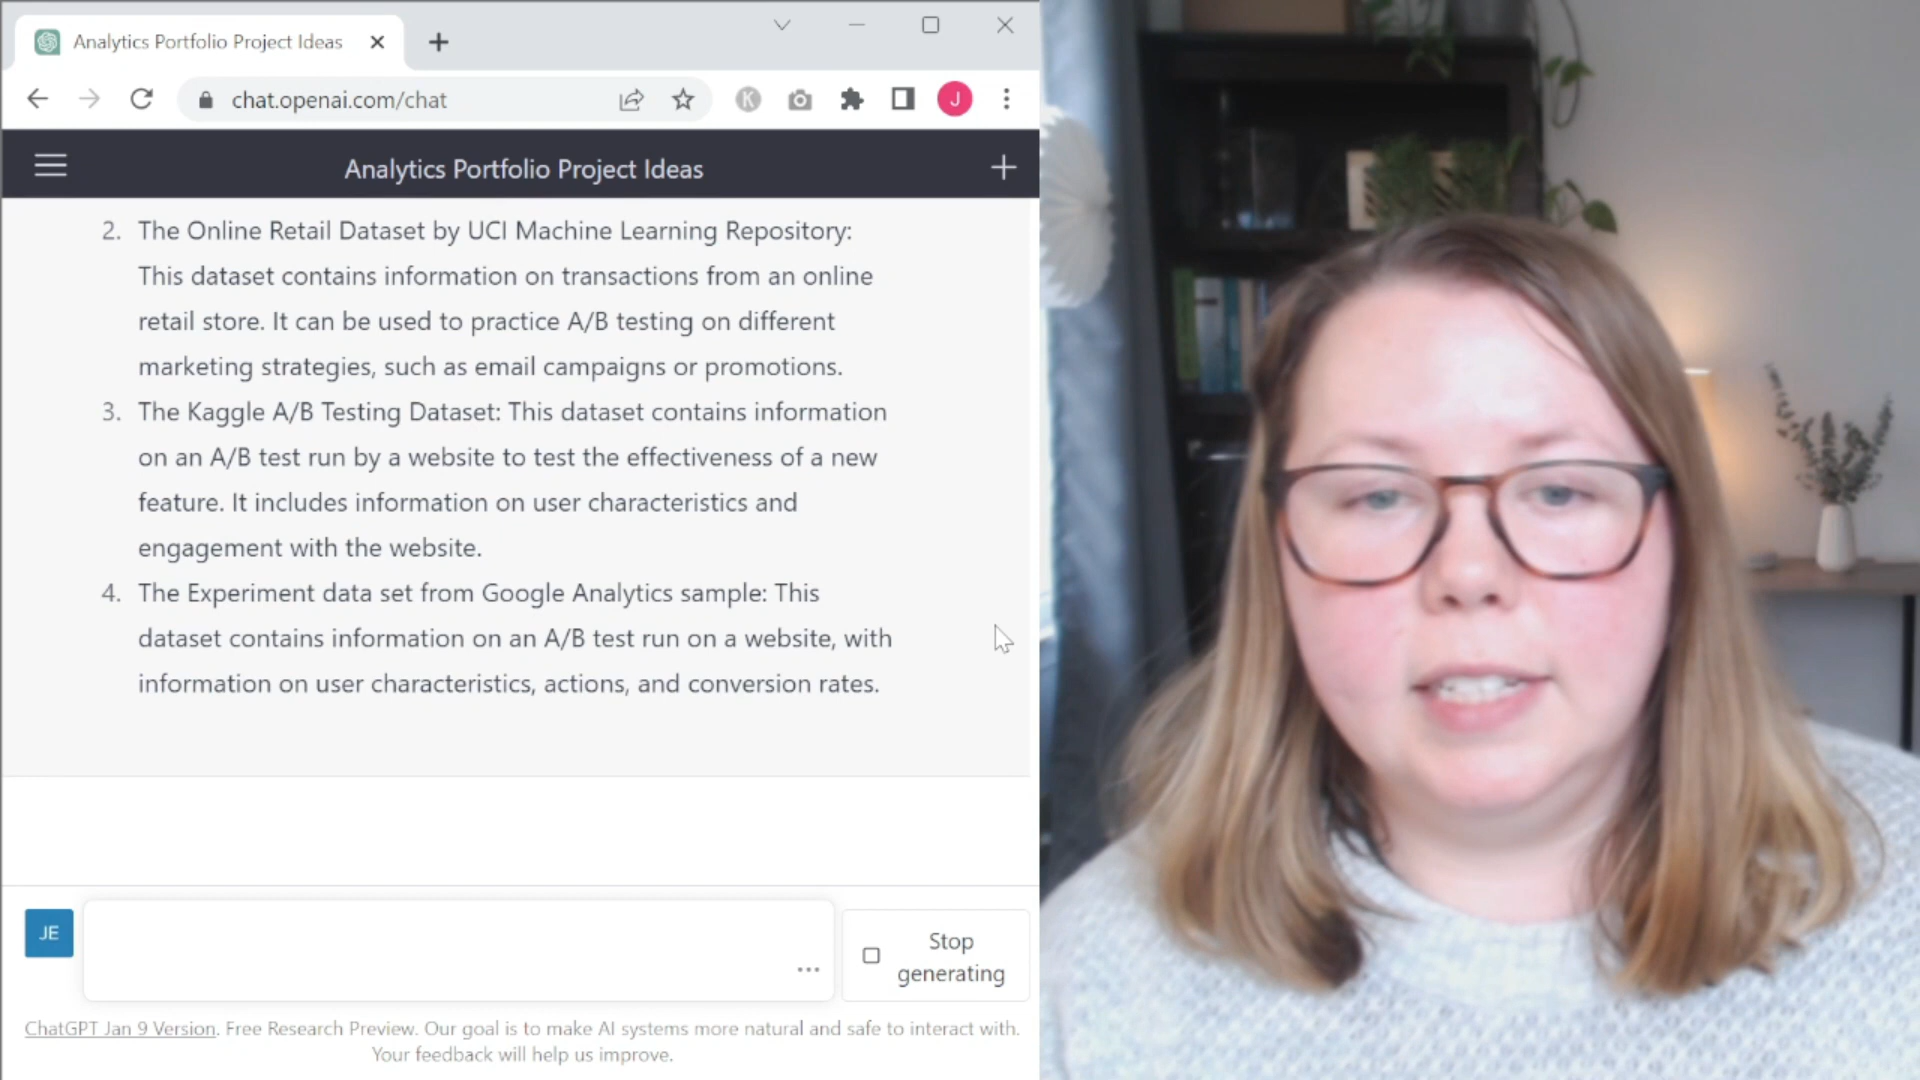 Analytics Portfolio Project Ideas
chat.openai.com/chat
K
J
Analytics Portfolio Project Ideas
2. The Online Retail Dataset by UCI Machine Learning Repository:
This dataset contains information on transactions from an online
retail store. It can be used to practice A/B testing on different
marketing strategies, such as email campaigns or promotions.
3. The Kaggle A/B Testing Dataset: This dataset contains information
on an A/B test run by a website to test the effectiveness of a new
feature. It includes information on user characteristics and
engagement with the website.
4. The Experiment data set from Google Analytics sample: This
dataset contains information on an A/B test run on a website, with
information on user characteristics, actions, and conversion rates.
JE
Stop
generating
ChatGPT Jan 9 Version. Free Research Preview. Our goal is to make AI systems more natural and safe to interact with.
Your feedback will help us improve.